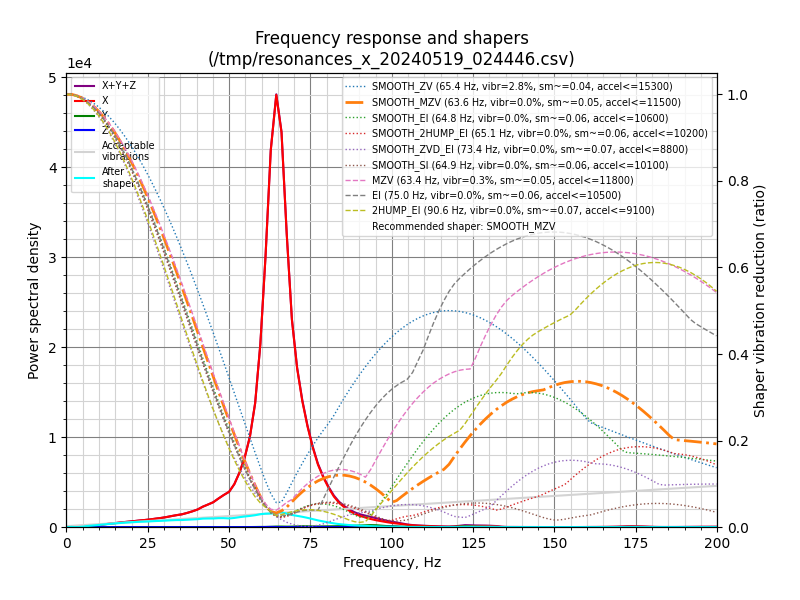 Frequency response and shapers
(/tmp/resonances_x_20240519_024446.csv)
1e4
X+Y+Z
X
Y
Z
Acceptable
vibrations
After
shaper
SMOOTH_ZV (65.4 Hz, vibr=2.8%, sm~=0.04, accel<=15300)
SMOOTH_MZV (63.6 Hz, vibr=0.0%, sm~=0.05, accel<=11500)
SMOOTH_EI (64.8 Hz, vibr=0.0%, sm~=0.06, accel<=10600)
SMOOTH_2HUMP_EI (65.1 Hz, vibr=0.0%, sm~=0.06, accel<=10200)
SMOOTH_ZVD_EI (73.4 Hz, vibr=0.0%, sm~=0.07, accel<=8800)
SMOOTH_SI (64.9 Hz, vibr=0.0%, sm~=0.06, accel<=10100)
MZV (63.4 Hz, vibr=0.3%, sm~=0.05, accel<=11800)
EI (75.0 Hz, vibr=0.0%, sm~=0.06, accel<=10500)
2HUMP_EI (90.6 Hz, vibr=0.0%, sm~=0.07, accel<=9100)
Recommended shaper: SMOOTH_MZV
Power spectral density
5
4
3
2
1
0
Shaper vibration reduction (ratio)
1.0
0.8
0.6
0.4
0.2
0.0
0 25 50 75 100 125 150 175 200
Frequency, Hz